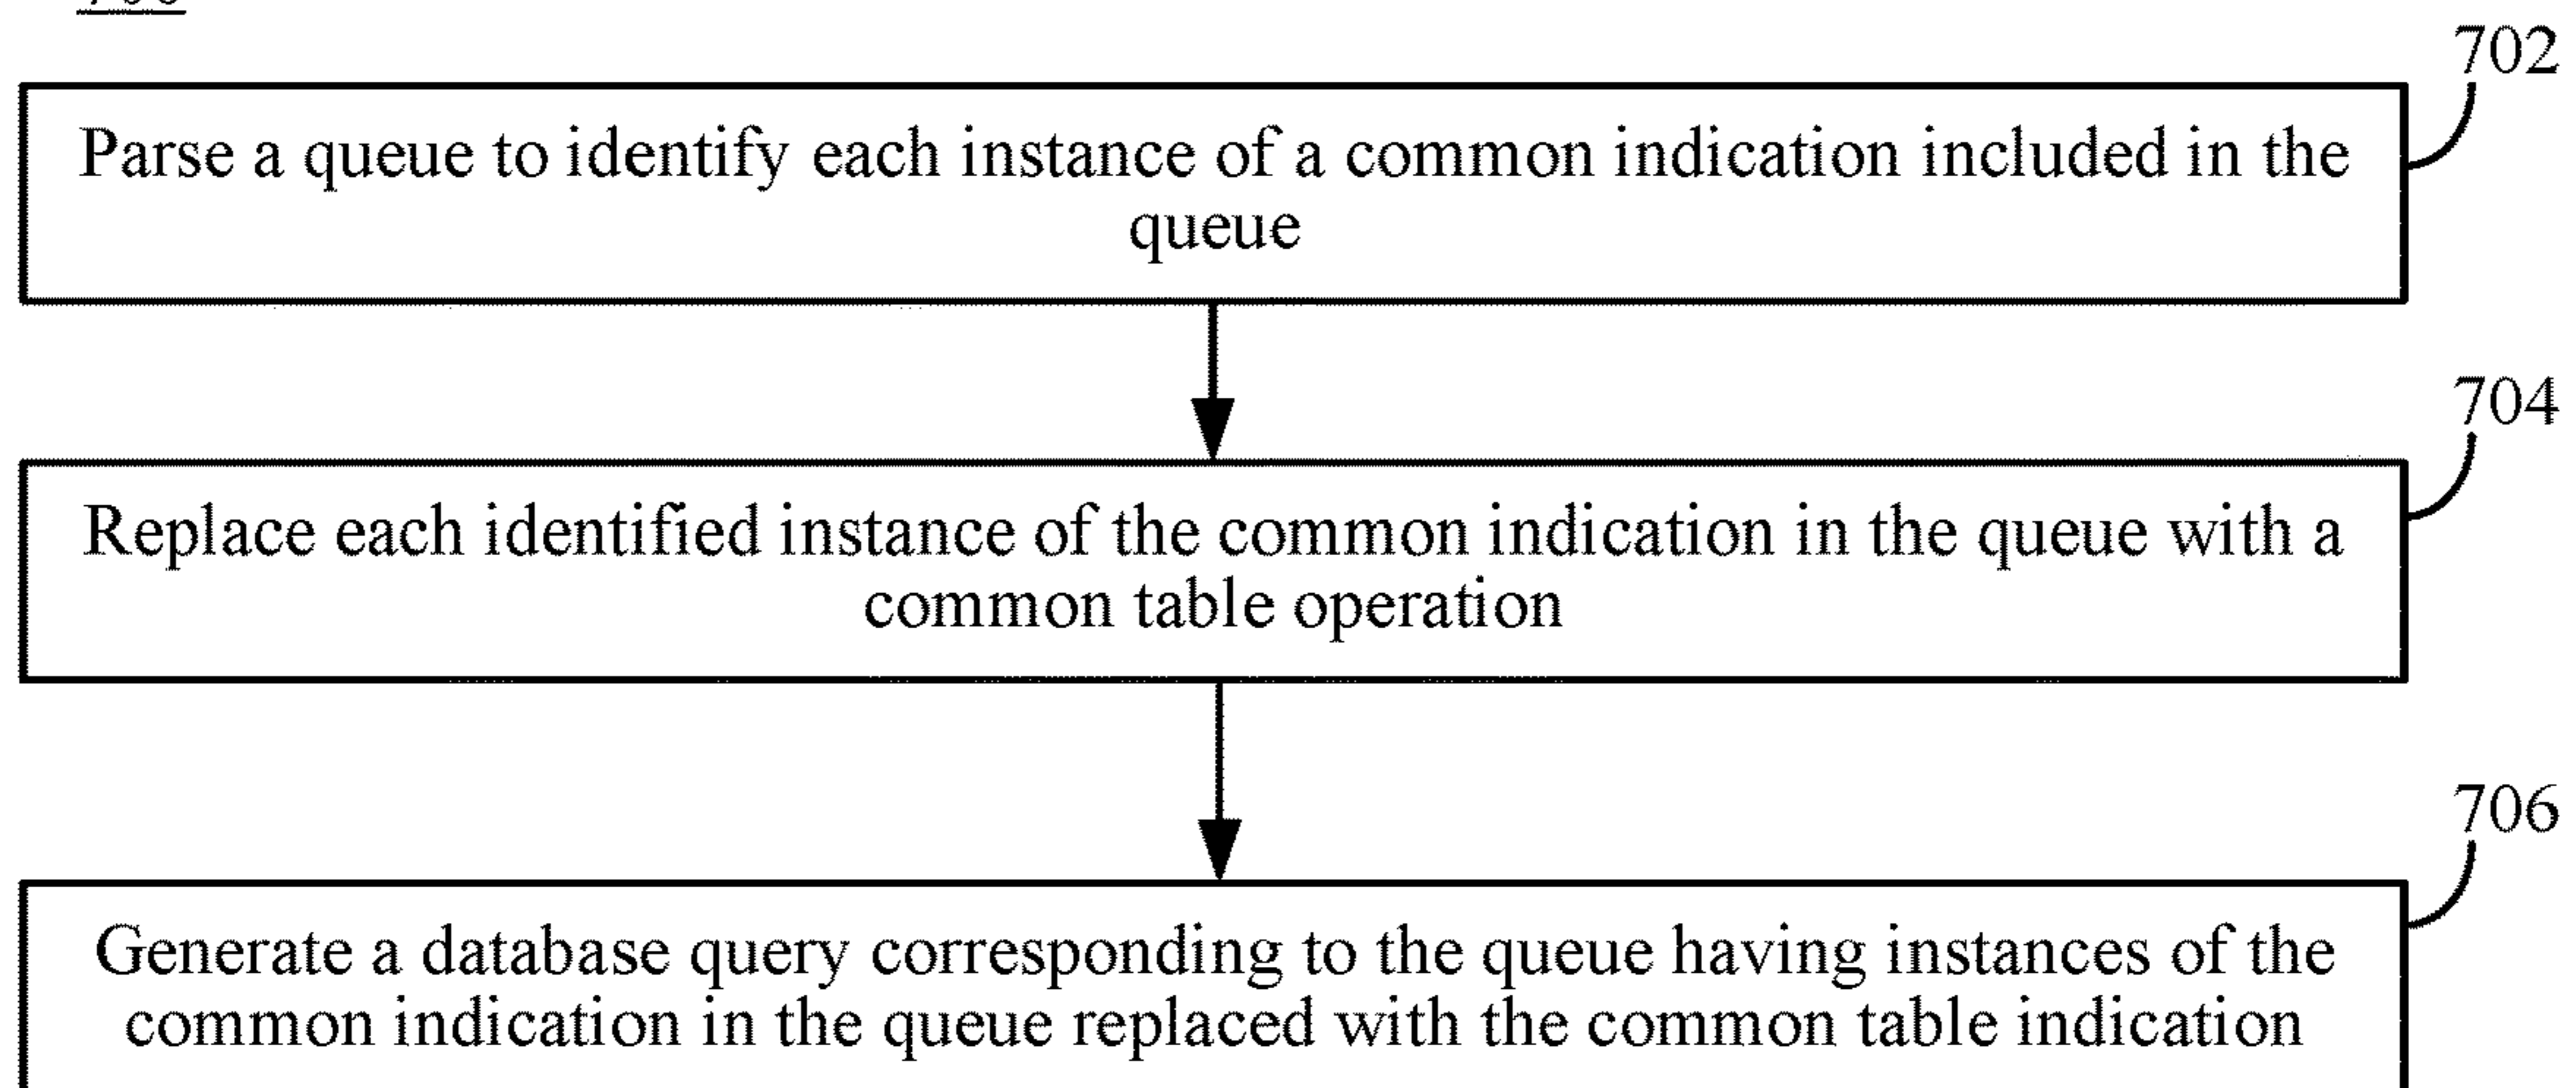 702
Parse a queue to identify each instance of a common indication included in the
queue
704
Replace each identified instance of the common indication in the queue with a
common table operation
706
Generate a database query corresponding to the queue having instances of the
common indication in the queue replaced with the common table indication